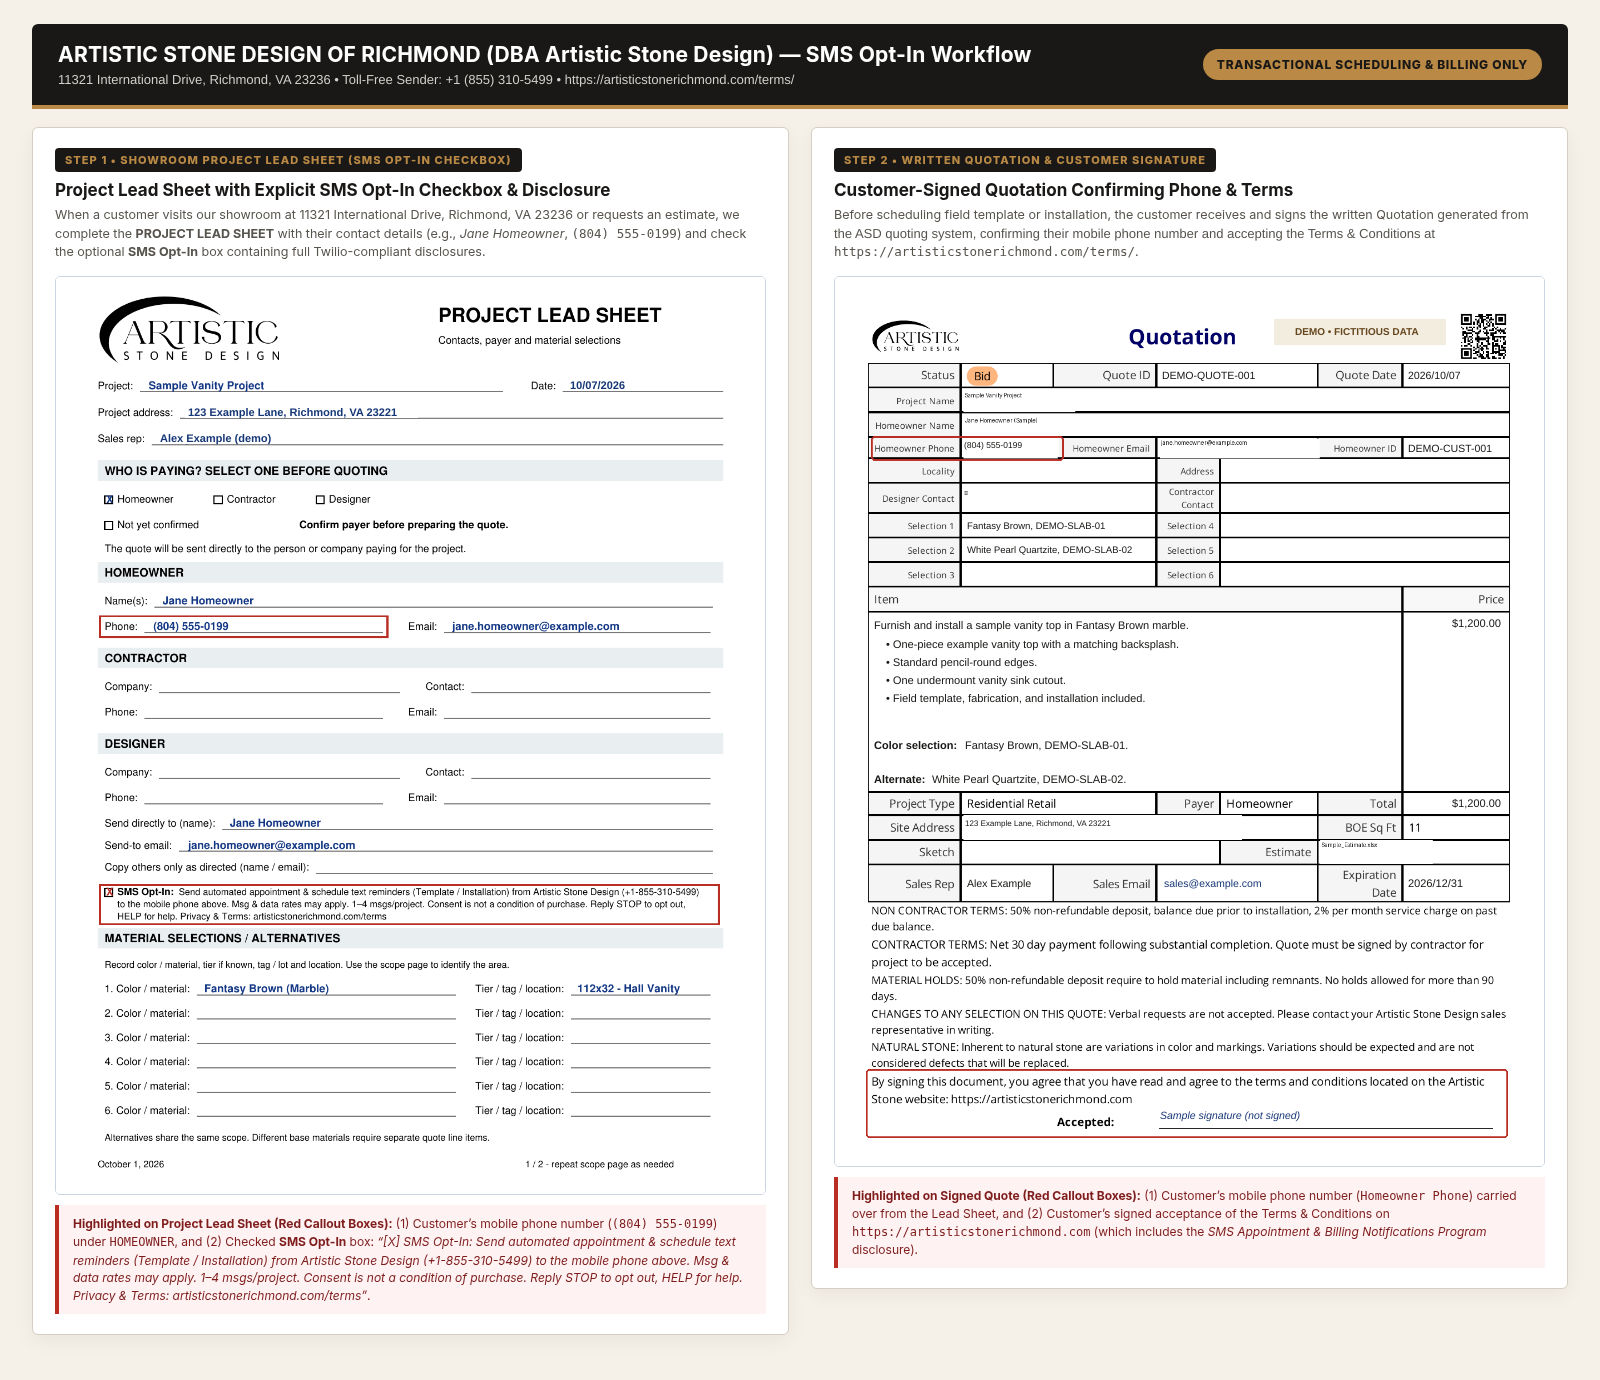 ARTISTIC STONE DESIGN OF RICHMOND (DBA Artistic Stone Design) — SMS Opt-In Workflow
11321 International Drive, Richmond, VA 23236 • Toll-Free Sender: +1 (855) 310-5499 • https://artisticstonerichmond.com/terms/
TRANSACTIONAL SCHEDULING & BILLING ONLY
STEP 1 • SHOWROOM PROJECT LEAD SHEET (SMS OPT-IN CHECKBOX)
Project Lead Sheet with Explicit SMS Opt-In Checkbox & Disclosure
When a customer visits our showroom at 11321 International Drive, Richmond, VA 23236 or requests an estimate, we
complete the PROJECT LEAD SHEET with their contact details (e.g., Jane Homeowner, (804) 555-0199) and check
the optional SMS Opt-In box containing full Twilio-compliant disclosures.
ARTISTIC
STONE DESIGN
PROJECT LEAD SHEET
Contacts, payer and material selections
Project: Sample Vanity Project Date: 10/07/2026
Project address: 123 Example Lane, Richmond, VA 23221
Sales rep: Alex Example (demo)
WHO IS PAYING? SELECT ONE BEFORE QUOTING
X Homeowner Contractor Designer
Not yet confirmed Confirm payer before preparing the quote.
The quote will be sent directly to the person or company paying for the project.
HOMEOWNER
Name(s): Jane Homeowner
Phone: (804) 555-0199 Email: jane.homeowner@example.com
CONTRACTOR
Company: Contact:
Phone: Email:
DESIGNER
Company: Contact:
Phone: Email:
Send directly to (name): Jane Homeowner
Send-to email: jane.homeowner@example.com
Copy others only as directed (name / email):
X SMS Opt-In: Send automated appointment & schedule text reminders (Template / Installation) from Artistic Stone Design (+1-855-310-5499)
to the mobile phone above. Msg & data rates may apply. 1–4 msgs/project. Consent is not a condition of purchase. Reply STOP to opt out,
HELP for help. Privacy & Terms: artisticstonerichmond.com/terms
MATERIAL SELECTIONS / ALTERNATIVES
Record color / material, tier if known, tag / lot and location. Use the scope page to identify the area.
1. Color / material: Fantasy Brown (Marble) Tier / tag / location: 112x32 - Hall Vanity
2. Color / material: Tier / tag / location:
3. Color / material: Tier / tag / location:
4. Color / material: Tier / tag / location:
5. Color / material: Tier / tag / location:
6. Color / material: Tier / tag / location:
Alternatives share the same scope. Different base materials require separate quote line items.
October 1, 2026 1 / 2 - repeat scope page as needed
Highlighted on Project Lead Sheet (Red Callout Boxes): (1) Customer's mobile phone number ((804) 555-0199)
under HOMEOWNER, and (2) Checked SMS Opt-In box: "[X] SMS Opt-In: Send automated appointment & schedule text
reminders (Template / Installation) from Artistic Stone Design (+1-855-310-5499) to the mobile phone above. Msg &
data rates may apply. 1–4 msgs/project. Consent is not a condition of purchase. Reply STOP to opt out, HELP for help.
Privacy & Terms: artisticstonerichmond.com/terms".
STEP 2 • WRITTEN QUOTATION & CUSTOMER SIGNATURE
Customer-Signed Quotation Confirming Phone & Terms
Before scheduling field template or installation, the customer receives and signs the written Quotation generated from
the ASD quoting system, confirming their mobile phone number and accepting the Terms & Conditions at
https://artisticstonerichmond.com/terms/.
ARTISTIC
STONE DESIGN
Quotation
DEMO • FICTITIOUS DATA
Status Bid Quote ID DEMO-QUOTE-001 Quote Date 2026/10/07
Project Name Sample Vanity Project
Homeowner Name Jane Homeowner (Sample)
Homeowner Phone (804) 555-0199 Homeowner Email jane.homeowner@example.com Homeowner ID DEMO-CUST-001
Locality Address
Designer Contact Contractor Contact
Selection 1 Fantasy Brown, DEMO-SLAB-01 Selection 4
Selection 2 White Pearl Quartzite, DEMO-SLAB-02 Selection 5
Selection 3 Selection 6
Item Price
Furnish and install a sample vanity top in Fantasy Brown marble. $1,200.00
• One-piece example vanity top with a matching backsplash.
• Standard pencil-round edges.
• One undermount vanity sink cutout.
• Field template, fabrication, and installation included.
Color selection: Fantasy Brown, DEMO-SLAB-01.
Alternate: White Pearl Quartzite, DEMO-SLAB-02.
Project Type Residential Retail Payer Homeowner Total $1,200.00
Site Address 123 Example Lane, Richmond, VA 23221 BOE Sq Ft 11
Sketch Estimate Sample_Estimate.xlsx
Sales Rep Alex Example Sales Email sales@example.com Expiration Date 2026/12/31
NON CONTRACTOR TERMS: 50% non-refundable deposit, balance due prior to installation, 2% per month service charge on past
due balance.
CONTRACTOR TERMS: Net 30 day payment following substantial completion. Quote must be signed by contractor for
project to be accepted.
MATERIAL HOLDS: 50% non-refundable deposit require to hold material including remnants. No holds allowed for more than 90
days.
CHANGES TO ANY SELECTION ON THIS QUOTE: Verbal requests are not accepted. Please contact your Artistic Stone Design sales
representative in writing.
NATURAL STONE: Inherent to natural stone are variations in color and markings. Variations should be expected and are not
considered defects that will be replaced.
By signing this document, you agree that you have read and agree to the terms and conditions located on the Artistic
Stone website: https://artisticstonerichmond.com
Accepted: Sample signature (not signed)
Highlighted on Signed Quote (Red Callout Boxes): (1) Customer's mobile phone number (Homeowner Phone) carried
over from the Lead Sheet, and (2) Customer's signed acceptance of the Terms & Conditions on
https://artisticstonerichmond.com (which includes the SMS Appointment & Billing Notifications Program
disclosure).